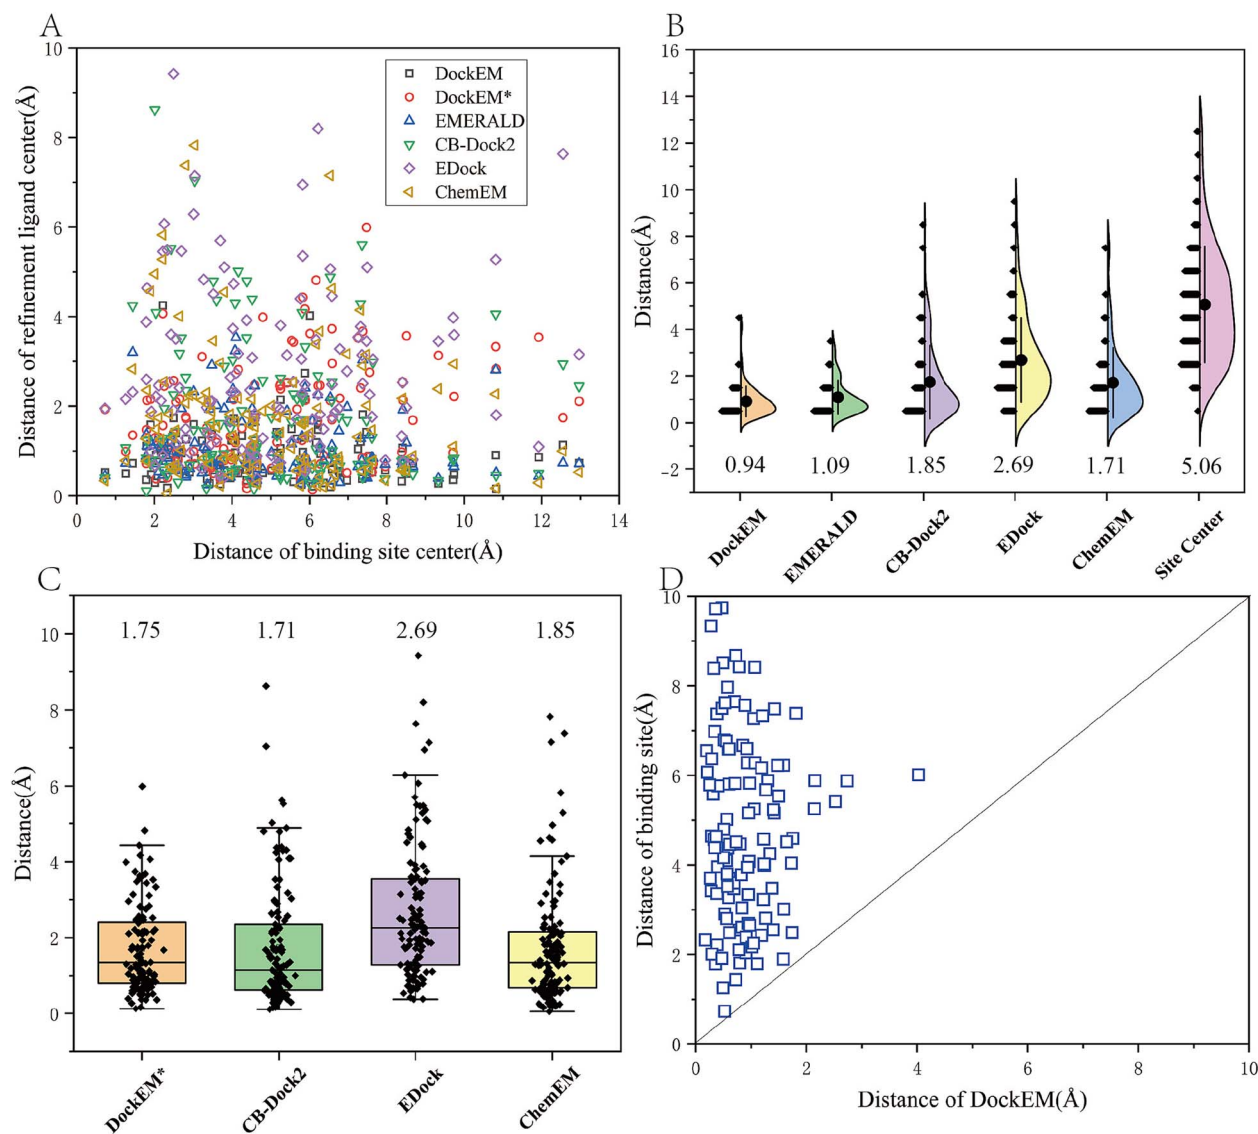 A
10
8
6
4
2
0
0 2 4 6 8 10 12 14
Distance of refinement ligand center(Å)
Distance of binding site center(Å)
DockEM
DockEM*
EMERALD
CB-Dock2
EDock
ChemEM
B
16
14
12
10
8
6
4
2
0
-2
Distance(Å)
0.94 1.09 1.85 2.69 1.71 5.06
DockEM EMERALD CB-Dock2 EDock ChemEM Site Center
C
10
8
6
4
2
0
Distance(Å)
1.75 1.71 2.69 1.85
DockEM* CB-Dock2 EDock ChemEM
D
10
8
6
4
2
0
0 2 4 6 8 10
Distance of binding site(Å)
Distance of DockEM(Å)